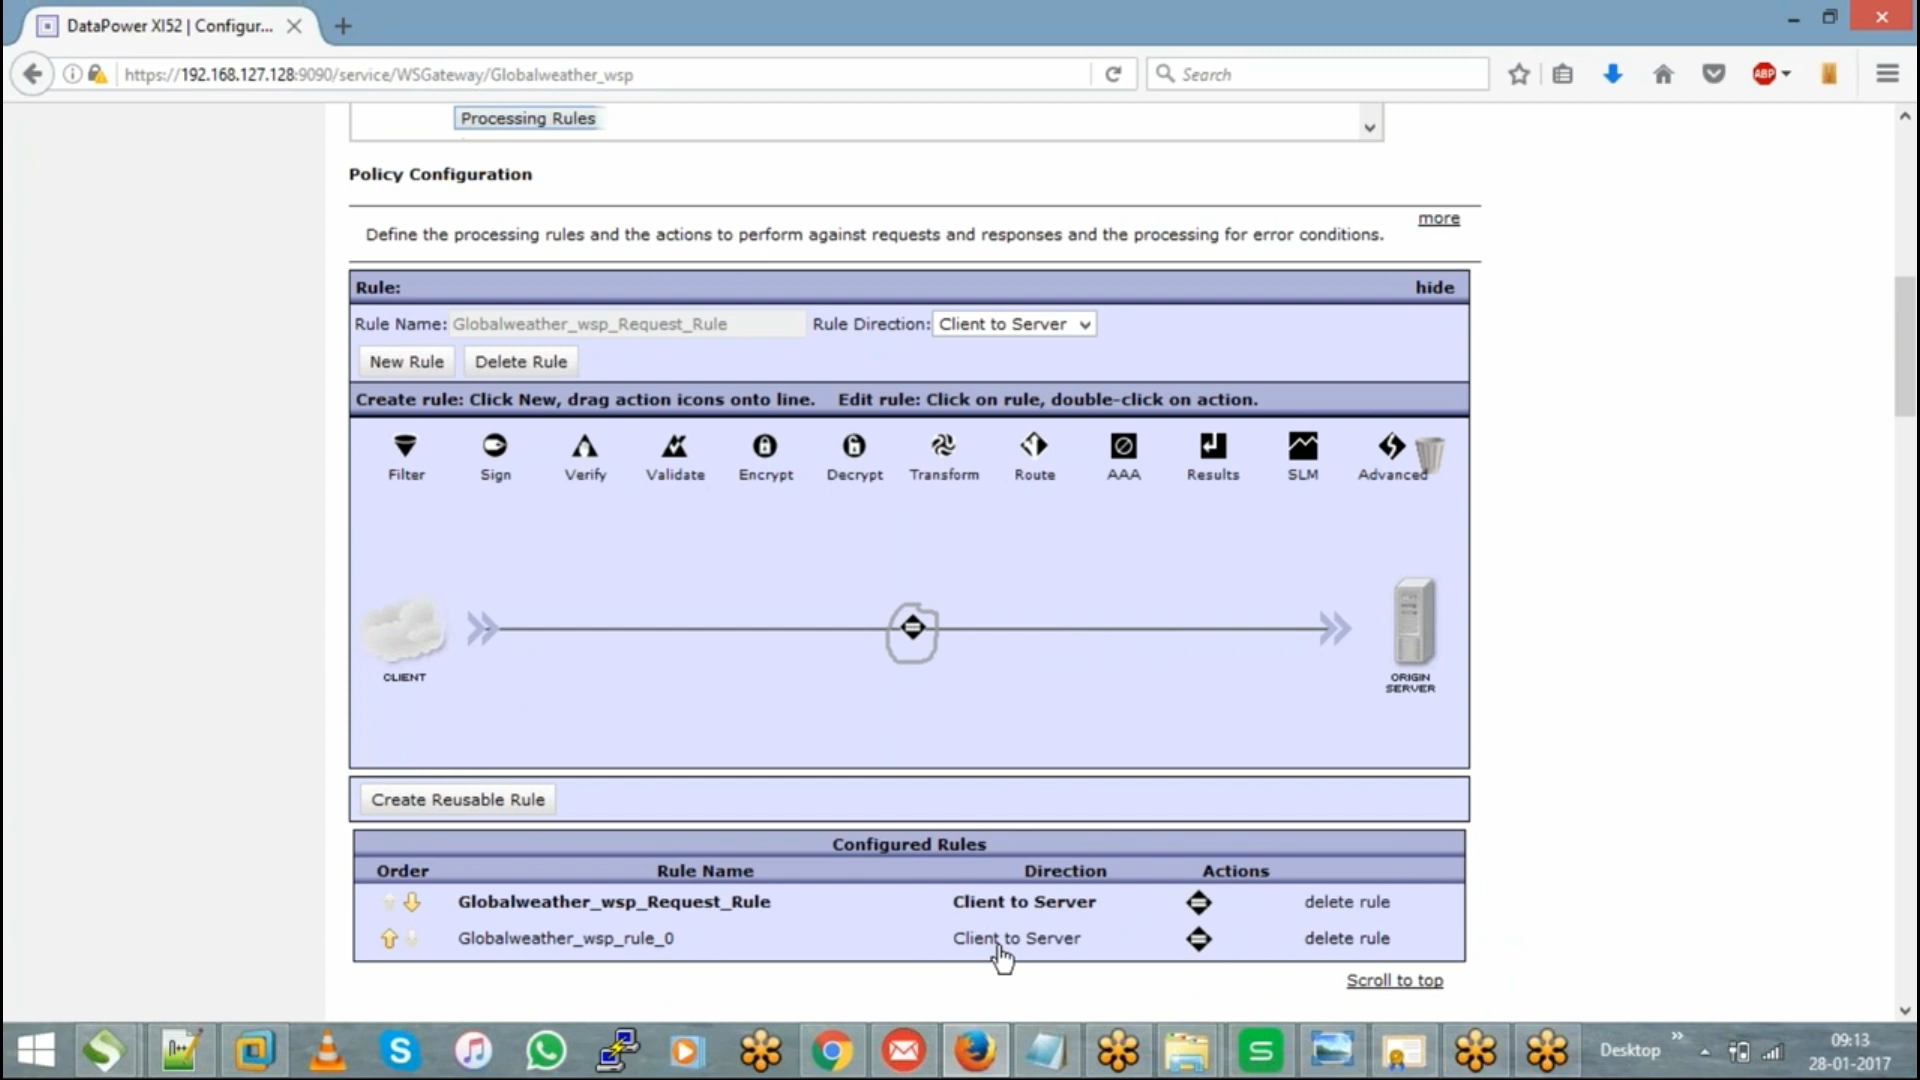 DataPower XI52 | Configur...
https://192.168.127.128:9090/service/WSGateway/Globalweather_wsp
Search
ABP
Processing Rules
Policy Configuration
more
Define the processing rules and the actions to perform against requests and responses and the processing for error conditions.
Rule: hide
Rule Name: Globalweather_wsp_Request_Rule Rule Direction: Client to Server
New Rule Delete Rule
Create rule: Click New, drag action icons onto line. Edit rule: Click on rule, double-click on action.
Filter Sign Verify Validate Encrypt Decrypt Transform Route AAA Results SLM Advanced
CLIENT
ORIGIN
SERVER
Create Reusable Rule
Configured Rules
Order Rule Name Direction Actions
Globalweather_wsp_Request_Rule Client to Server delete rule
Globalweather_wsp_rule_0 Client to Server delete rule
Scroll to top
Desktop
09:13
28-01-2017